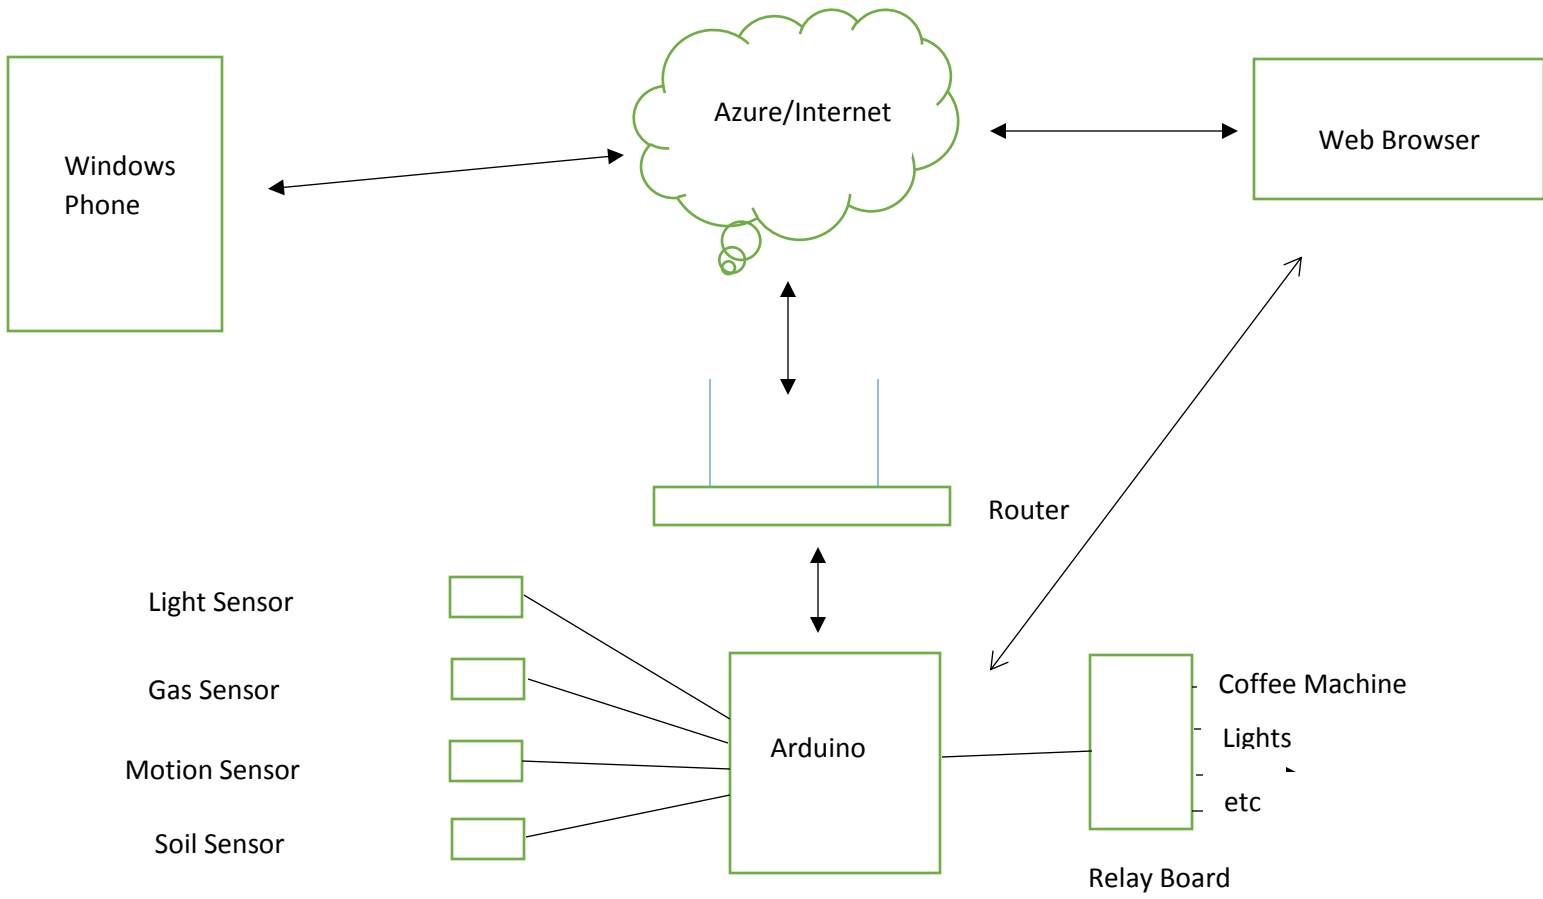 Azure/Internet
Web Browser
Windows
Phone
Router
Light Sensor
Gas Sensor
Coffee Machine
Lights
Arduino
Motion Sensor
etc
Soil Sensor
Relay Board